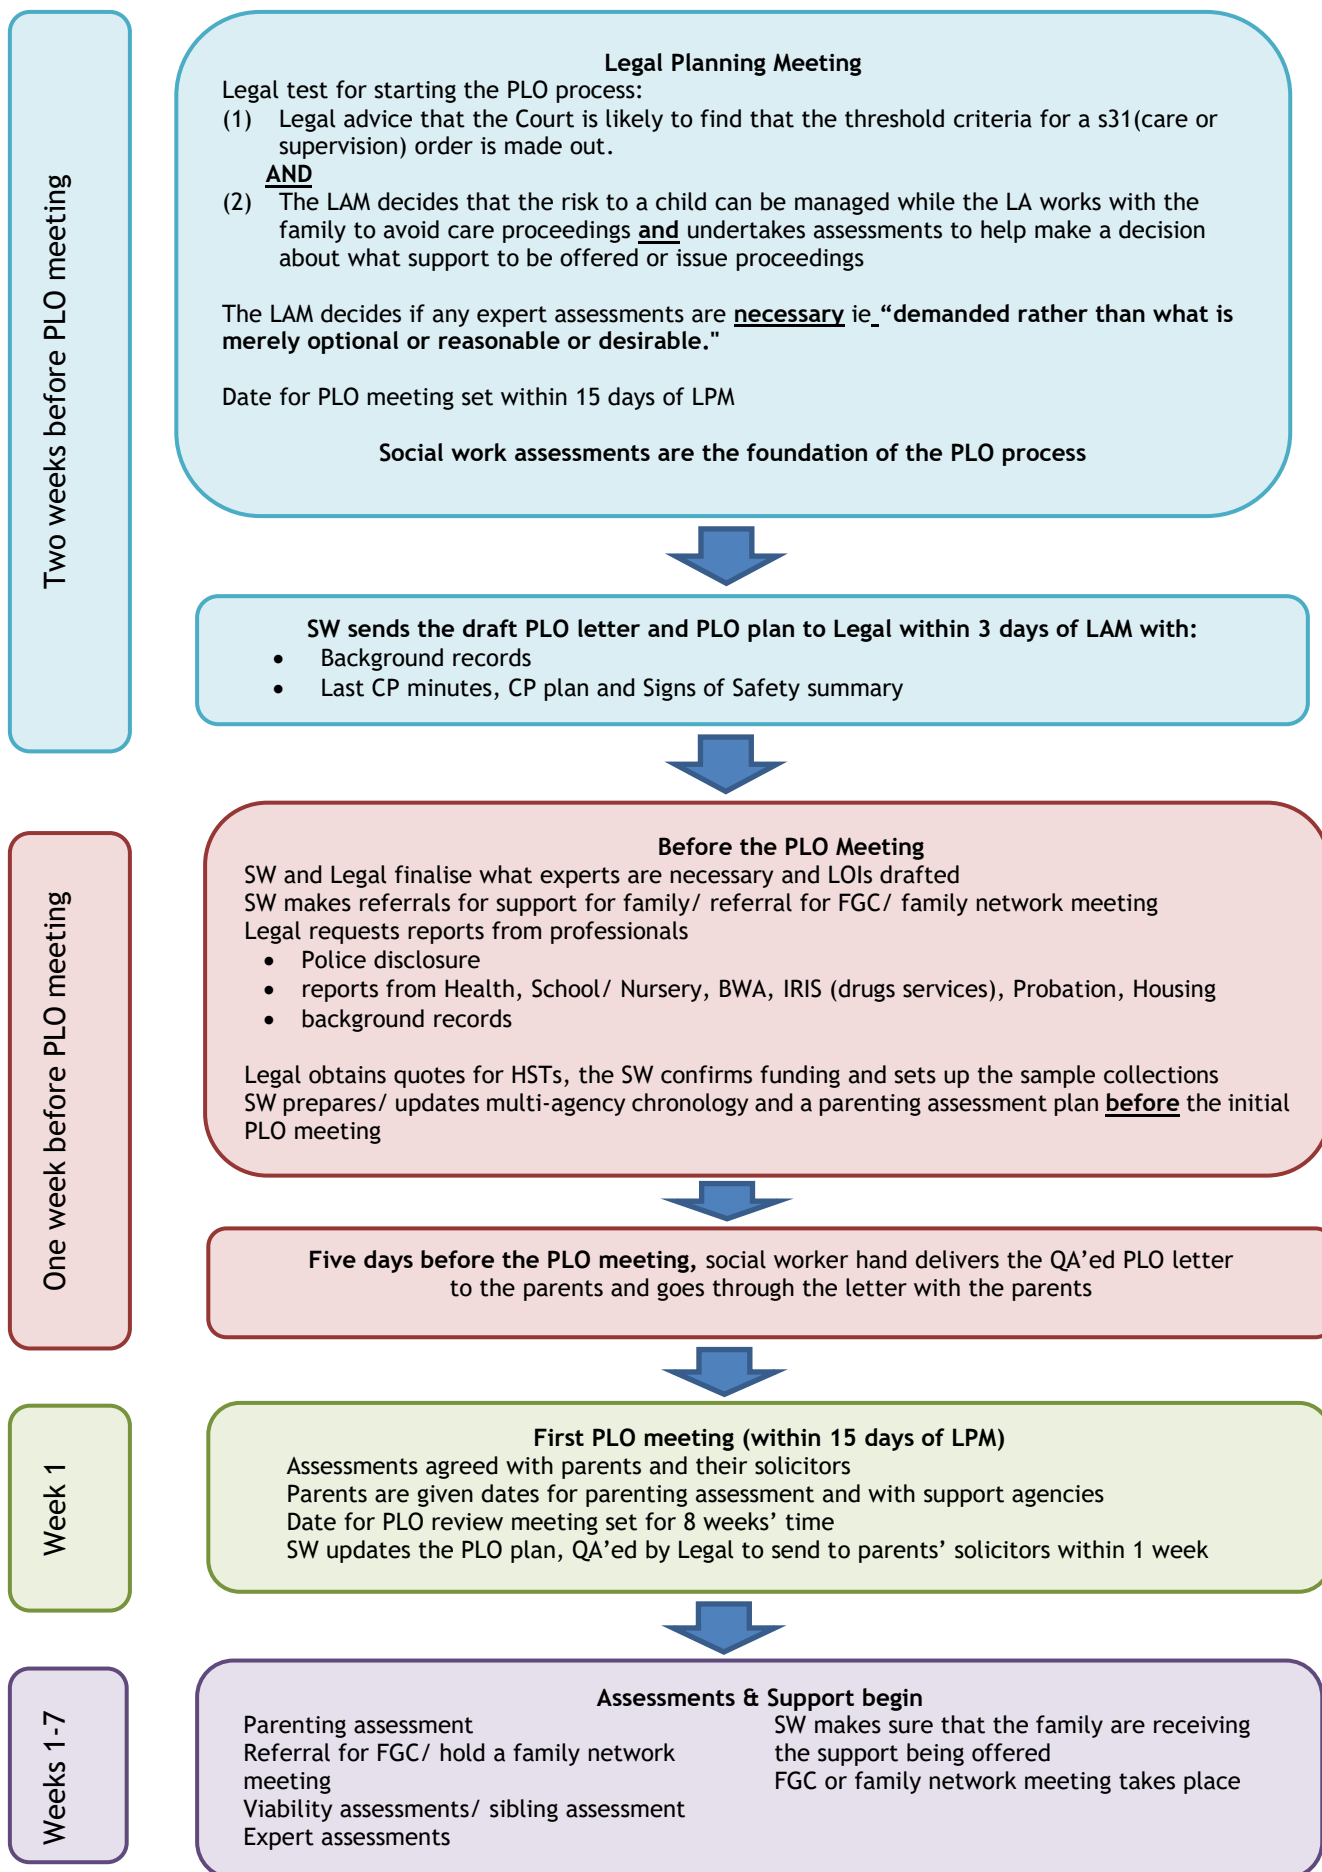 Two weeks before PLO meeting
Legal Planning Meeting
Legal test for starting the PLO process:
(1) Legal advice that the Court is likely to find that the threshold criteria for a s31(care or
supervision) order is made out.
AND
(2) The LAM decides that the risk to a child can be managed while the LA works with the
family to avoid care proceedings and undertakes assessments to help make a decision
about what support to be offered or issue proceedings
The LAM decides if any expert assessments are necessary ie "demanded rather than what is
merely optional or reasonable or desirable."
Date for PLO meeting set within 15 days of LPM
Social work assessments are the foundation of the PLO process
SW sends the draft PLO letter and PLO plan to Legal within 3 days of LAM with:
• Background records
• Last CP minutes, CP plan and Signs of Safety summary
One week before PLO meeting
Before the PLO Meeting
SW and Legal finalise what experts are necessary and LOIs drafted
SW makes referrals for support for family/ referral for FGC/ family network meeting
Legal requests reports from professionals
• Police disclosure
• reports from Health, School/ Nursery, BWA, IRIS (drugs services), Probation, Housing
• background records
Legal obtains quotes for HSTs, the SW confirms funding and sets up the sample collections
SW prepares/ updates multi-agency chronology and a parenting assessment plan before the initial
PLO meeting
Five days before the PLO meeting, social worker hand delivers the QA'ed PLO letter
to the parents and goes through the letter with the parents
Week 1
First PLO meeting (within 15 days of LPM)
Assessments agreed with parents and their solicitors
Parents are given dates for parenting assessment and with support agencies
Date for PLO review meeting set for 8 weeks' time
SW updates the PLO plan, QA'ed by Legal to send to parents' solicitors within 1 week
Weeks 1-7
Assessments & Support begin
Parenting assessment
Referral for FGC/ hold a family network
meeting
Viability assessments/ sibling assessment
Expert assessments
SW makes sure that the family are receiving
the support being offered
FGC or family network meeting takes place